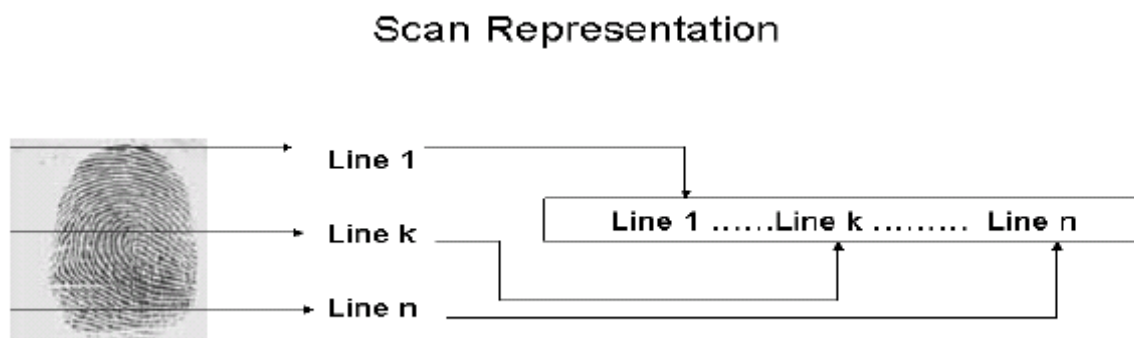 Scan Representation
Line 1
Line 1 ......Line k ......... Line n
Line k
Line n